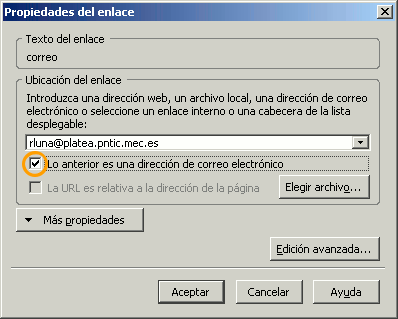 Propiedades del enlace
Texto del enlace
correo
Ubicación del enlace
Introduzca una dirección web, un archivo local, una dirección de correo
electrónico o seleccione un enlace interno o una cabecera de la lista
desplegable:
rluna@platea.pntic.mec.es
Lo anterior es una dirección de correo electrónico
La URL es relativa a la dirección de la página
Elegir archivo...
Más propiedades
Edición avanzada...
Aceptar
Cancelar
Ayuda